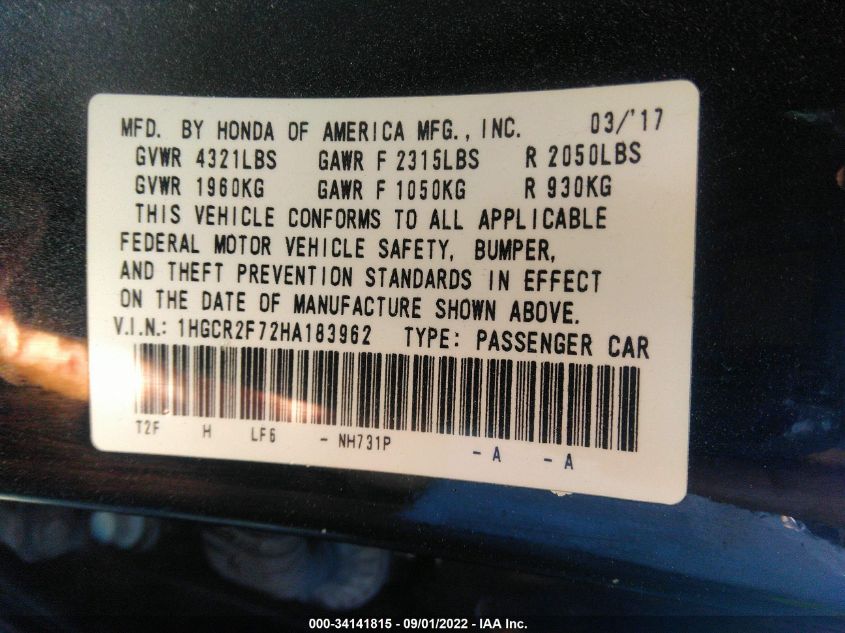 MFD. BY HONDA OF AMERICA MFG., INC. 03/'17
GVWR 4321LBS GAWR F 2315LBS R 2050LBS
GVWR 1960KG GAWR F 1050KG R 930KG
THIS VEHICLE CONFORMS TO ALL APPLICABLE
FEDERAL MOTOR VEHICLE SAFETY, BUMPER,
AND THEFT PREVENTION STANDARDS IN EFFECT
ON THE DATE OF MANUFACTURE SHOWN ABOVE.
V.I.N.: 1HGCR2F72HA183962 TYPE: PASSENGER CAR
T2F H LF6 - NH731P - A - A
000-34141815 - 09/01/2022 - IAA Inc.